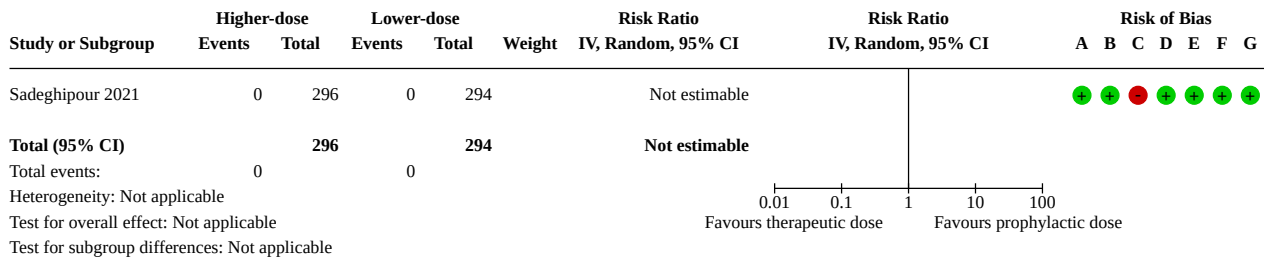 Higher-dose Lower-dose Risk Ratio Risk Ratio Risk of Bias
Study or Subgroup Events Total Events Total Weight IV, Random, 95% CI IV, Random, 95% CI A B C D E F G
Sadeghipour 2021 0 296 0 294 Not estimable + + - + + + +
Total (95% CI) 296 294 Not estimable
Total events: 0 0
Heterogeneity: Not applicable
0.01 0.1 1 10 100
Test for overall effect: Not applicable Favours therapeutic dose Favours prophylactic dose
Test for subgroup differences: Not applicable